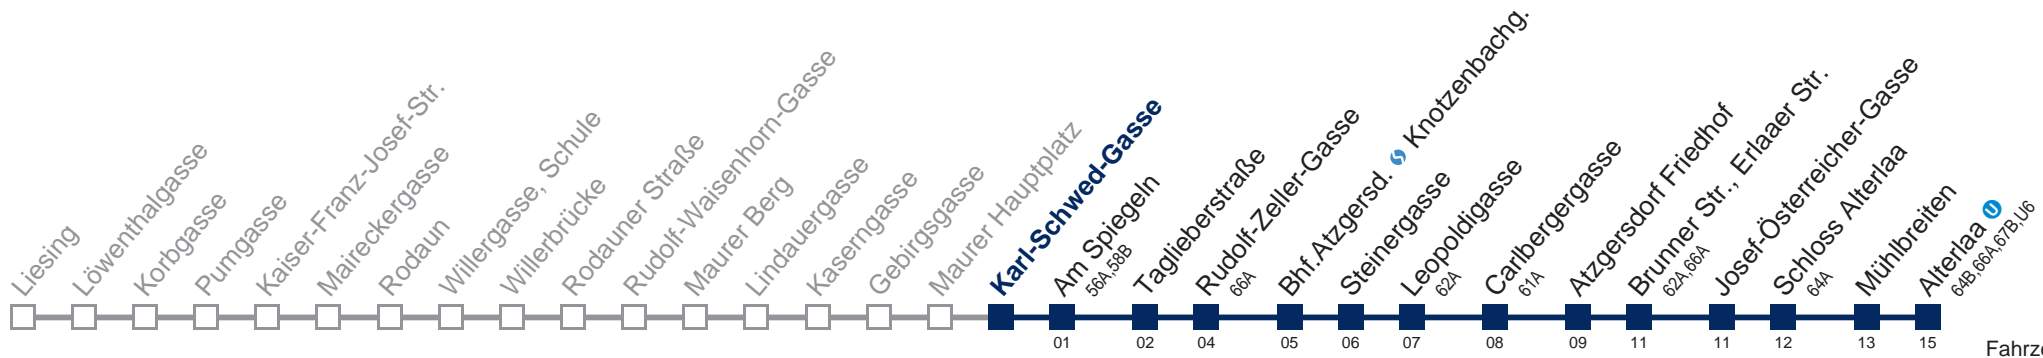 Liesing
Löwenthalgasse
Korbgasse
Purngasse
Kaiser-Franz-Josef-Str.
Maireckergasse
Rodaun
Willergasse, Schule
Willerbrücke
Rodauner Straße
Rudolf-Waisenhorn-Gasse
Maurer Berg
Lindauergasse
Kaserngasse
Gebirgsgasse
Maurer Hauptplatz
Karl-Schwed-Gasse
Am Spiegeln
56A,58B
01
Taglieberstraße
02
Rudolf-Zeller-Gasse
66A
04
Bhf.Atzgersd. S Knotzenbachg.
05
Steinergasse
06
Leopoldigasse
62A
07
Carlbergergasse
61A
08
Atzgersdorf Friedhof
09
Brunner Str., Erlaaer Str.
62A,66A
11
Josef-Österreicher-Gasse
11
Schloss Alterlaa
64A
12
Mühlbreiten
13
Alterlaa U
64B,66A,67B,U6
15